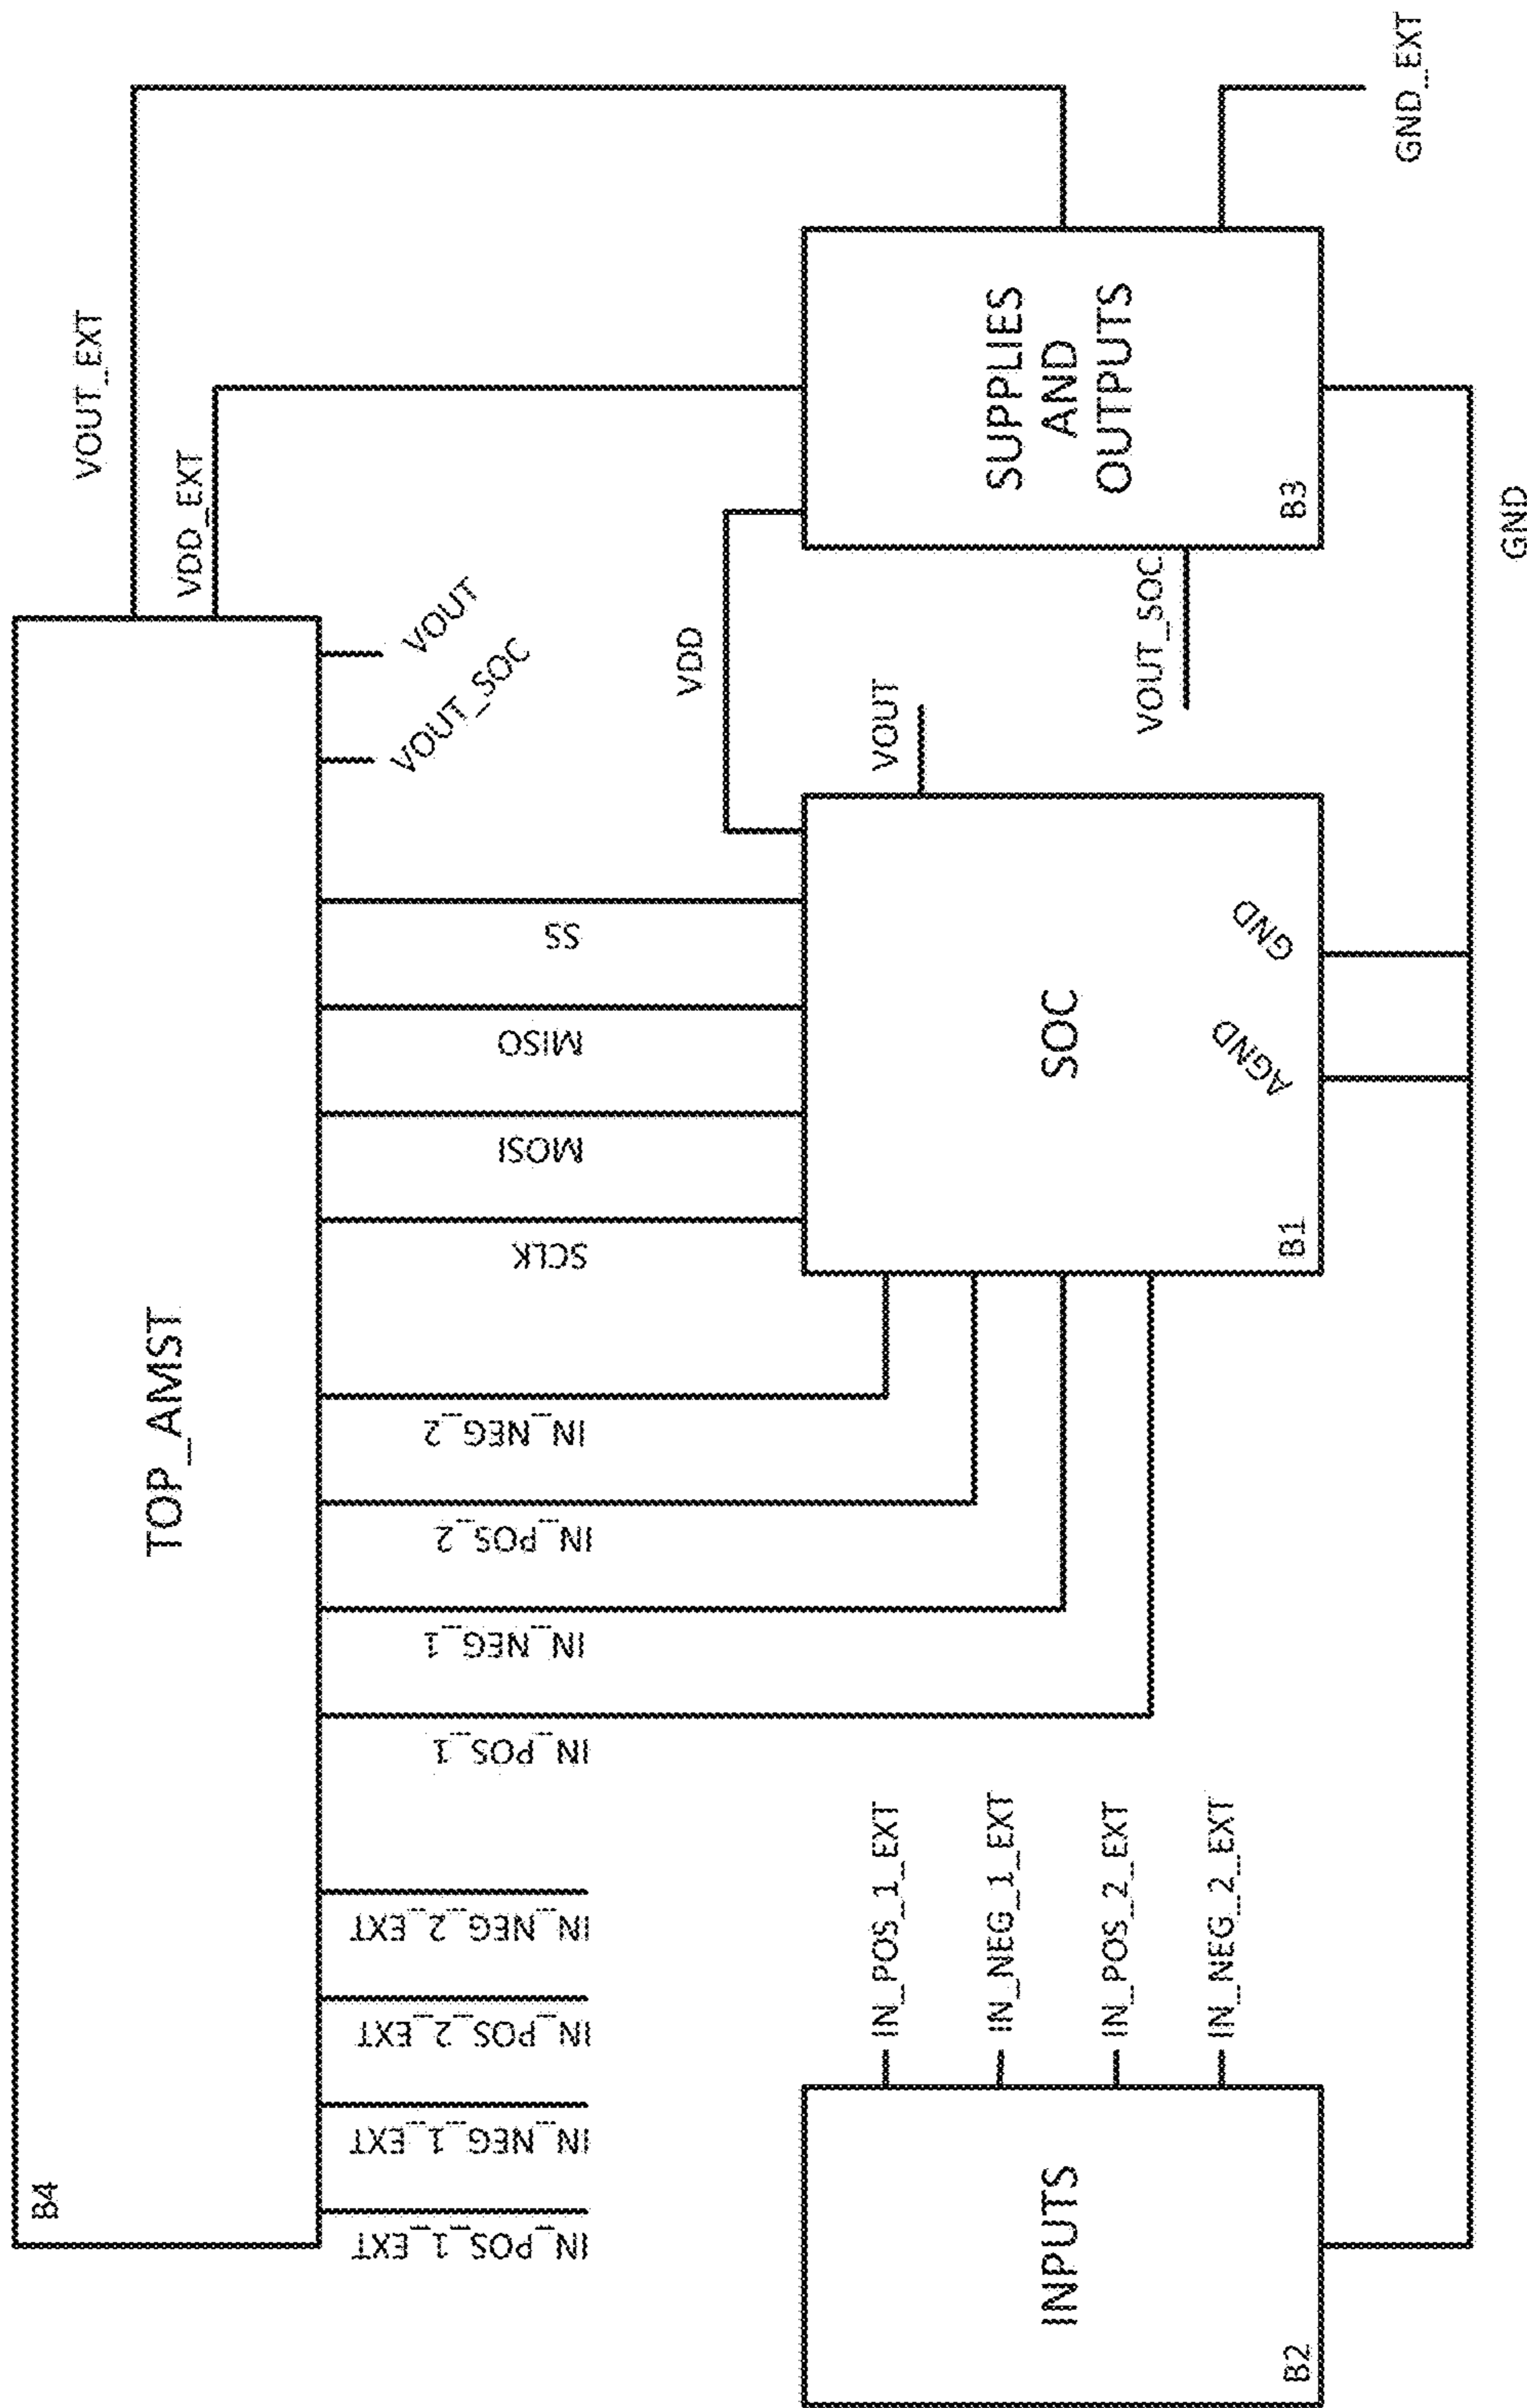 B4
TOP_AMST
VOUT_EXT
VDD_EXT
IN_POS_1_EXT
IN_NEG_1_EXT
IN_POS_2_EXT
IN_NEG_2_EXT
IN_POS_1
IN_NEG_1
IN_POS_2
IN_NEG_2
SCLK
MOSI
MISO
SS
VOUT_SOC
VOUT
VDD
INPUTS
B2
IN_POS_1_EXT
IN_NEG_1_EXT
IN_POS_2_EXT
IN_NEG_2_EXT
SOC
B1
AGND
GND
VOUT
VOUT_SOC
SUPPLIES
AND
OUTPUTS
B3
GND_EXT
GND